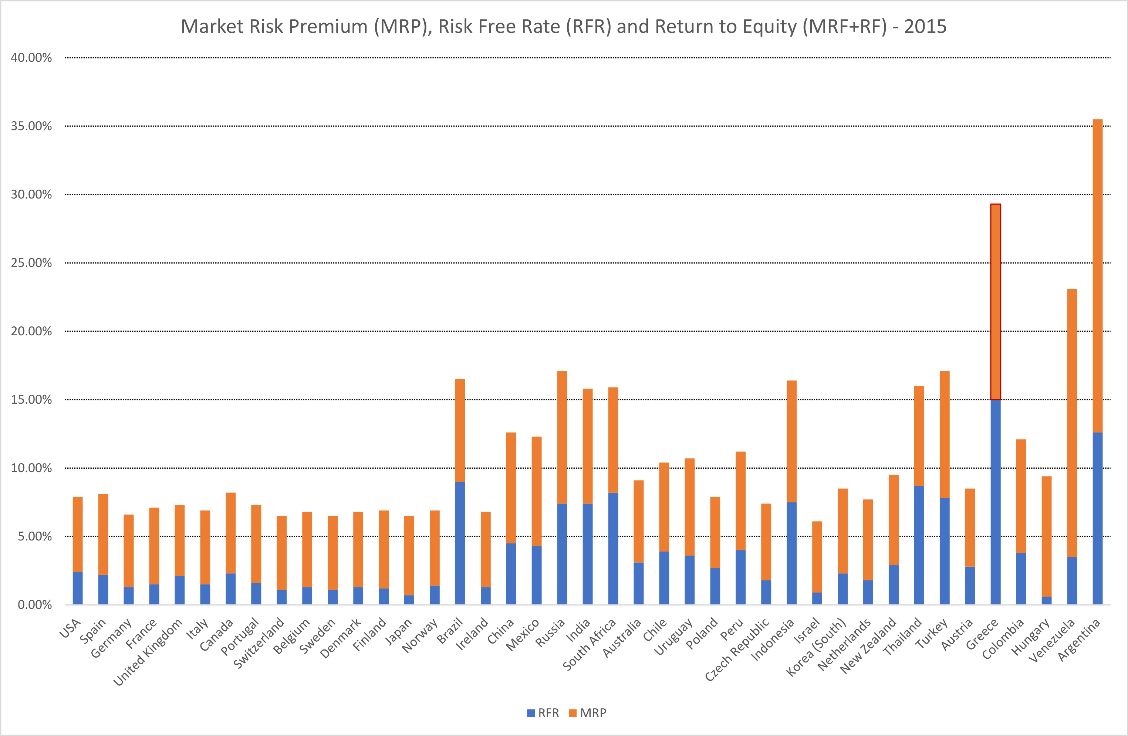 Market Risk Premium (MRP), Risk Free Rate (RFR) and Return to Equity (MRF+RF) - 2015
40.00%
35.00%
30.00%
25.00%
20.00%
15.00%
10.00%
5.00%
0.00%
USA
Spain
Germany
France
United Kingdom
Italy
Canada
Portugal
Switzerland
Belgium
Sweden
Denmark
Finland
Japan
Norway
Brazil
Ireland
China
Mexico
Russia
India
South Africa
Australia
Chile
Uruguay
Poland
Peru
Czech Republic
Indonesia
Israel
Korea (South)
Netherlands
New Zealand
Thailand
Turkey
Austria
Greece
Colombia
Hungary
Venezuela
Argentina
RFR MRP